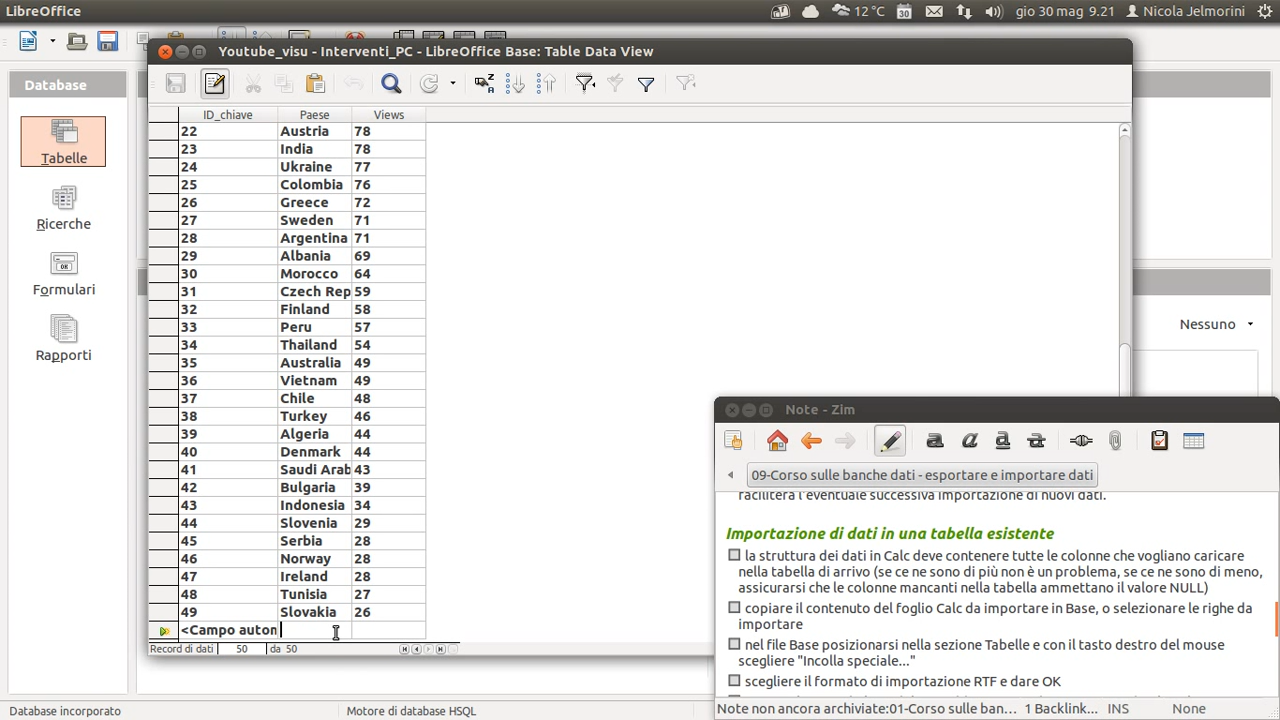 LibreOffice
12 °C
30
gio 30 mag 9.21
Nicola Jelmorini
Youtube_visu - Interventi_PC - LibreOffice Base: Table Data View
Database
Tabelle
Ricerche
Formulari
Rapporti
ID_chiave Paese Views
22 Austria 78
23 India 78
24 Ukraine 77
25 Colombia 76
26 Greece 72
27 Sweden 71
28 Argentina 71
29 Albania 69
30 Morocco 64
31 Czech Rep 59
32 Finland 58
33 Peru 57
34 Thailand 54
35 Australia 49
36 Vietnam 49
37 Chile 48
38 Turkey 46
39 Algeria 44
40 Denmark 44
41 Saudi Arab 43
42 Bulgaria 39
43 Indonesia 34
44 Slovenia 29
45 Serbia 28
46 Norway 28
47 Ireland 28
48 Tunisia 27
49 Slovakia 26
<Campo auton
Record di dati 50 da 50
Nessuno
Note - Zim
09-Corso sulle banche dati - esportare e importare dati
faciliterà l'eventuale successiva importazione di nuovi dati.
Importazione di dati in una tabella esistente
la struttura dei dati in Calc deve contenere tutte le colonne che vogliano caricare
nella tabella di arrivo (se ce ne sono di più non è un problema, se ce ne sono di meno,
assicurarsi che le colonne mancanti nella tabella ammettano il valore NULL)
copiare il contenuto del foglio Calc da importare in Base, o selezionare le righe da
importare
nel file Base posizionarsi nella sezione Tabelle e con il tasto destro del mouse
scegliere "Incolla speciale..."
scegliere il formato di importazione RTF e dare OK
Note non ancora archiviate:01-Corso sulle ban... 1 Backlink... INS None
Database incorporato
Motore di database HSQL